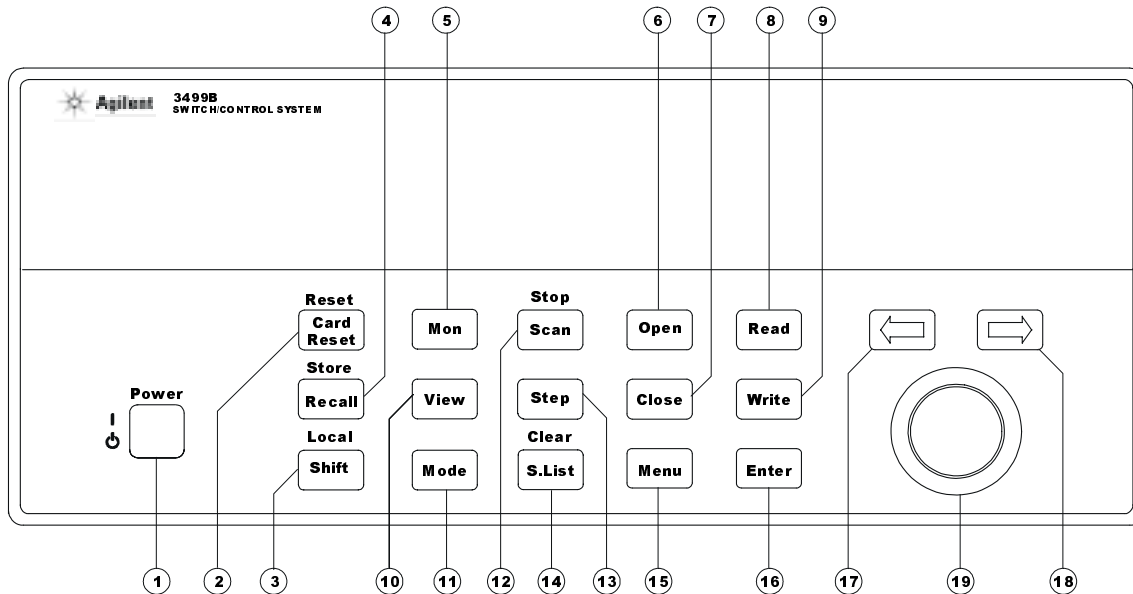 4 5 6 7 8 9
Agilent 3499B
SWITCH/CONTROL SYSTEM
Reset Stop
Card Reset Mon Scan Open Read
Store
Power Recall View Step Close Write
Local Clear
Shift Mode S.List Menu Enter
1 2 3 10 11 12 14 13 15 16 17 19 18